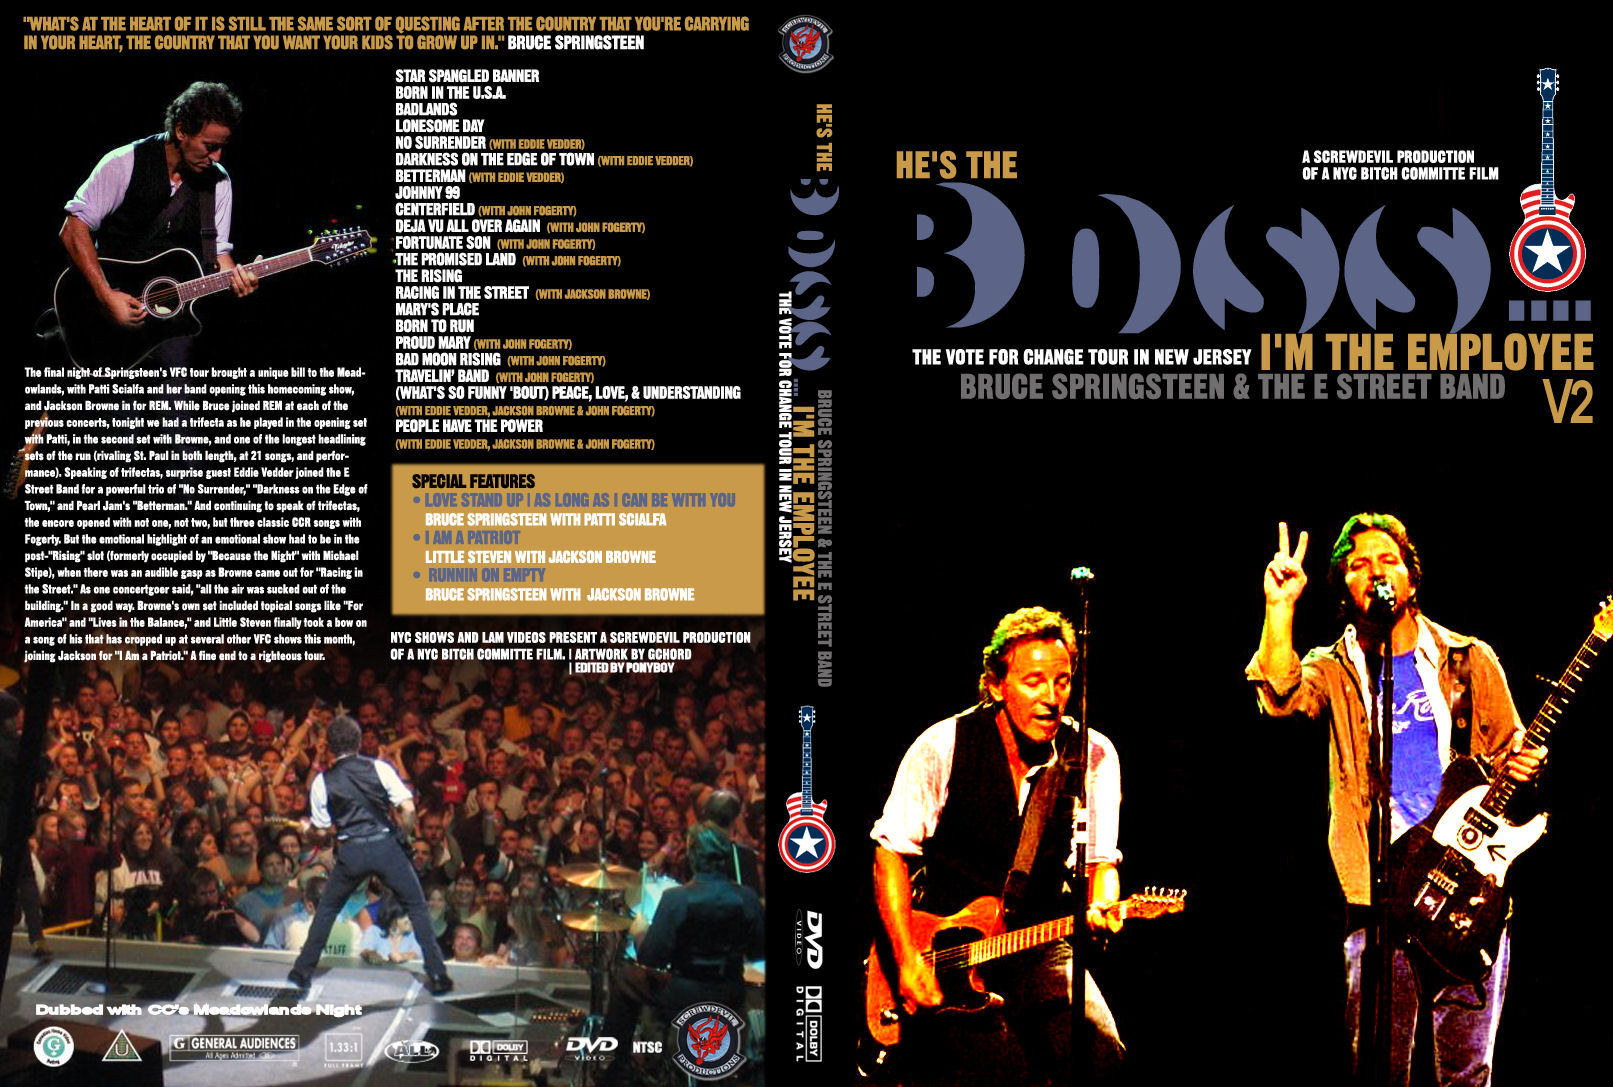 "WHAT'S AT THE HEART OF IT IS STILL THE SAME SORT OF QUESTING AFTER THE COUNTRY THAT YOU'RE CARRYING
IN YOUR HEART, THE COUNTRY THAT YOU WANT YOUR KIDS TO GROW UP IN." BRUCE SPRINGSTEEN
STAR SPANGLED BANNER
BORN IN THE U.S.A.
BADLANDS
LONESOME DAY
NO SURRENDER (WITH EDDIE VEDDER)
DARKNESS ON THE EDGE OF TOWN (WITH EDDIE VEDDER)
BETTERMAN (WITH EDDIE VEDDER)
JOHNNY 99
CENTERFIELD (WITH JOHN FOGERTY)
DEJA VU ALL OVER AGAIN (WITH JOHN FOGERTY)
FORTUNATE SON (WITH JOHN FOGERTY)
THE PROMISED LAND (WITH JOHN FOGERTY)
THE RISING
RACING IN THE STREET (WITH JACKSON BROWNE)
MARY'S PLACE
BORN TO RUN
PROUD MARY (WITH JOHN FOGERTY)
BAD MOON RISING (WITH JOHN FOGERTY)
TRAVELIN' BAND (WITH JOHN FOGERTY)
(WHAT'S SO FUNNY 'BOUT) PEACE, LOVE, & UNDERSTANDING
(WITH EDDIE VEDDER, JACKSON BROWNE & JOHN FOGERTY)
PEOPLE HAVE THE POWER
(WITH EDDIE VEDDER, JACKSON BROWNE & JOHN FOGERTY)
The final night of Springsteen's VFC tour brought a unique bill to the Mead-
owlands, with Patti Scialfa and her band opening this homecoming show,
and Jackson Browne in for REM. While Bruce joined REM at each of the
previous concerts, tonight we had a trifecta as he played in the opening set
with Patti, in the second set with Browne, and one of the longest headlining
sets of the run (rivaling St. Paul in both length, at 21 songs, and perfor-
mance). Speaking of trifectas, surprise guest Eddie Vedder joined the E
Street Band for a powerful trio of "No Surrender," "Darkness on the Edge of
Town," and Pearl Jam's "Betterman." And continuing to speak of trifectas,
the encore opened with not one, not two, but three classic CCR songs with
Fogerty. But the emotional highlight of an emotional show had to be in the
post-"Rising" slot (formerly occupied by "Because the Night" with Michael
Stipe), when there was an audible gasp as Browne came out for "Racing in
the Street." As one concertgoer said, "all the air was sucked out of the
building." In a good way. Browne's own set included topical songs like "For
America" and "Lives in the Balance," and Little Steven finally took a bow on
a song of his that has cropped up at several other VFC shows this month,
joining Jackson for "I Am a Patriot." A fine end to a righteous tour.
SPECIAL FEATURES
• LOVE STAND UP | AS LONG AS I CAN BE WITH YOU
BRUCE SPRINGSTEEN WITH PATTI SCIALFA
• I AM A PATRIOT
LITTLE STEVEN WITH JACKSON BROWNE
• RUNNIN ON EMPTY
BRUCE SPRINGSTEEN WITH JACKSON BROWNE
NYC SHOWS AND LAM VIDEOS PRESENT A SCREWDEVIL PRODUCTION
OF A NYC BITCH COMMITTE FILM. | ARTWORK BY GCHORD
| EDITED BY PONYBOY
STAFF
Dubbed with CC's Meadowlands Night
G
U
G GENERAL AUDIENCES
All Ages Admitted
1.33:1
FULL FRAME
ALL
DOLBY
DIGITAL
DVD
VIDEO
NTSC
SCREWDEVIL
PRODUCTIONS
SCREWDEVIL
HE'S THE
BOSS....
I'M THE EMPLOYEE
THE VOTE FOR CHANGE TOUR IN NEW JERSEY
BRUCE SPRINGSTEEN & THE E STREET BAND
DVD
VIDEO
DOLBY
DIGITAL
HE'S THE
A SCREWDEVIL PRODUCTION
OF A NYC BITCH COMMITTE FILM
BOSS....
THE VOTE FOR CHANGE TOUR IN NEW JERSEY I'M THE EMPLOYEE
BRUCE SPRINGSTEEN & THE E STREET BAND
V2